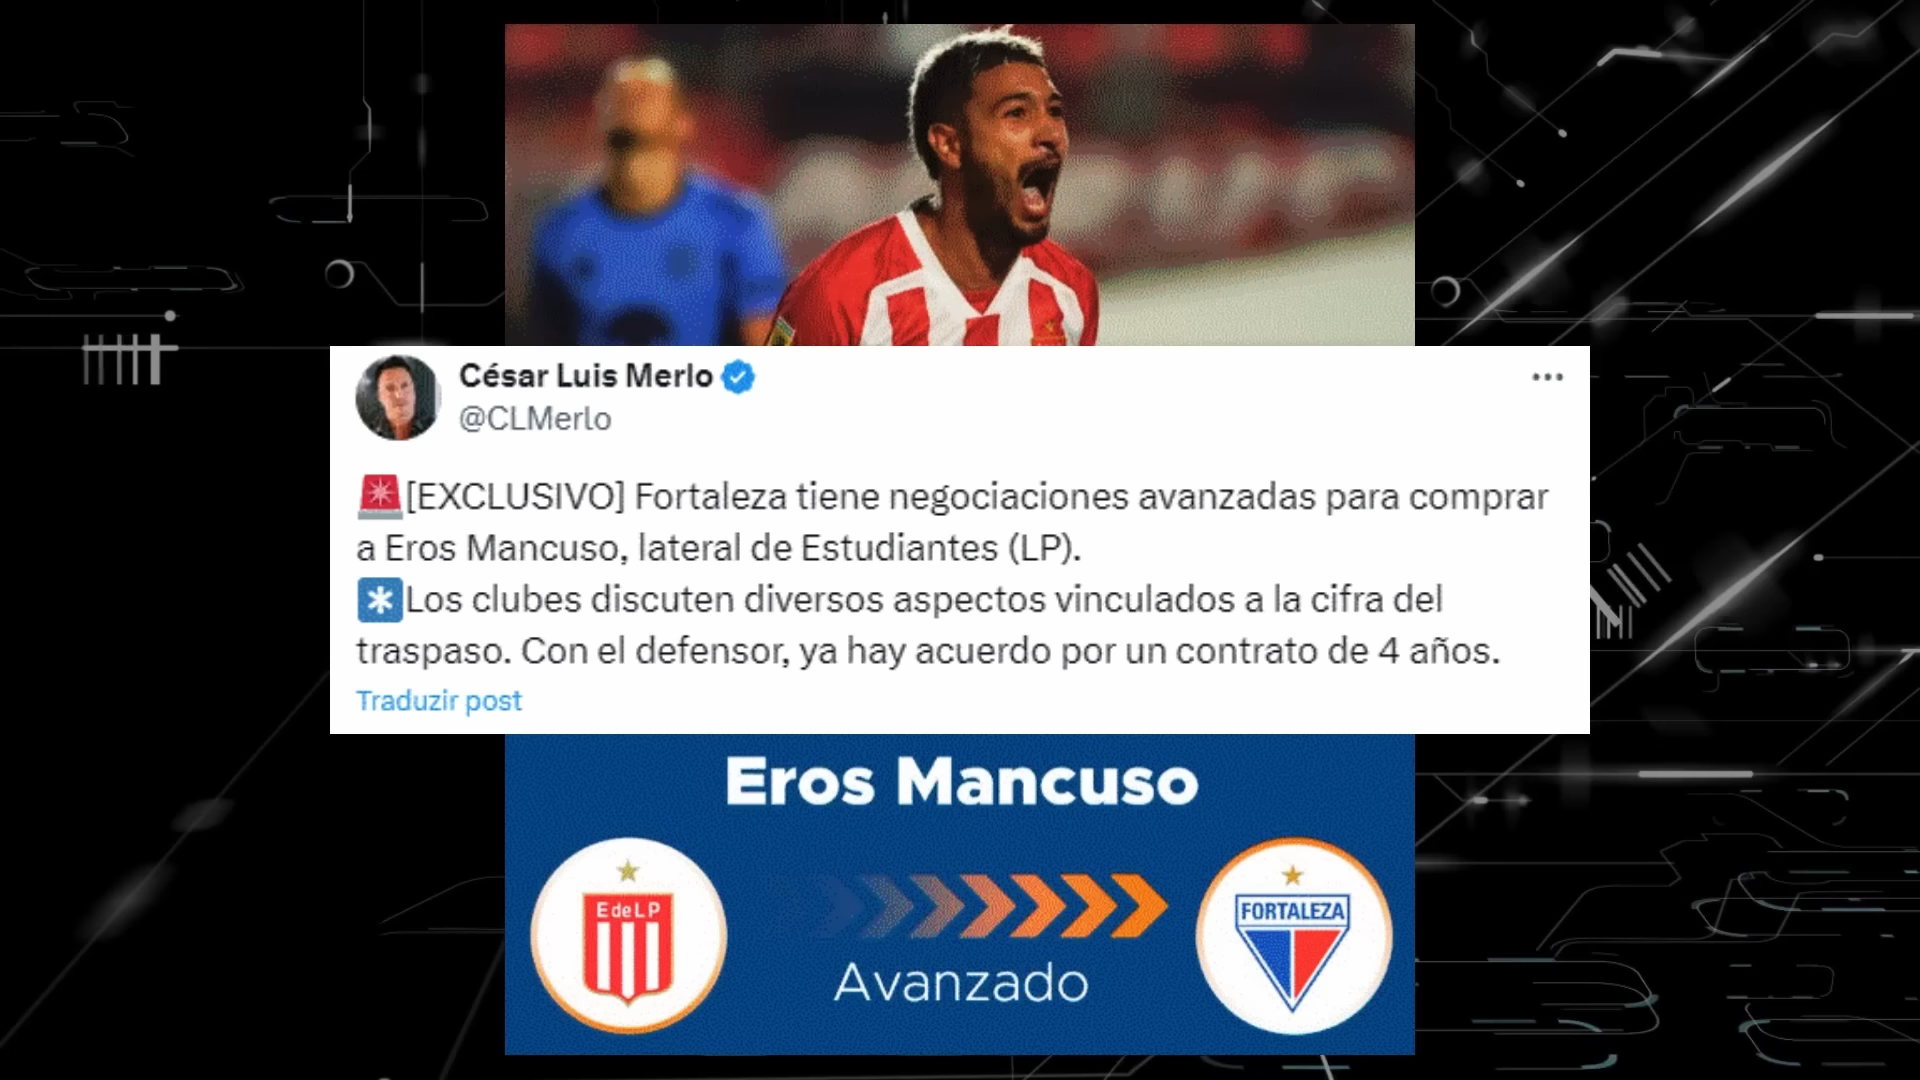 César Luis Merlo
@CLMerlo
[EXCLUSIVO] Fortaleza tiene negociaciones avanzadas para comprar
a Eros Mancuso, lateral de Estudiantes (LP).
Los clubes discuten diversos aspectos vinculados a la cifra del
traspaso. Con el defensor, ya hay acuerdo por un contrato de 4 años.
Traduzir post
Eros Mancuso
E de L P
FORTALEZA
Avanzado